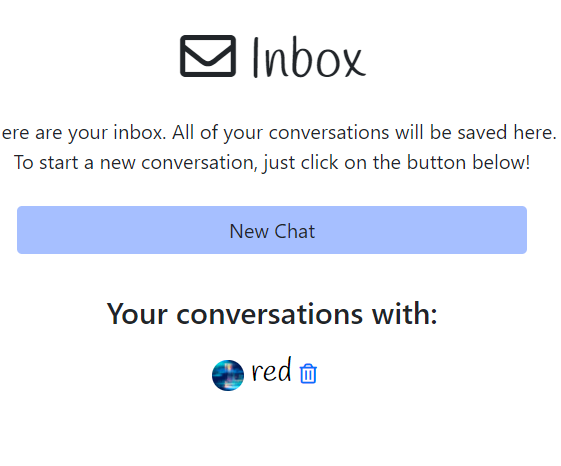 Inbox
ere are your inbox. All of your conversations will be saved here.
To start a new conversation, just click on the button below!
New Chat
Your conversations with:
red